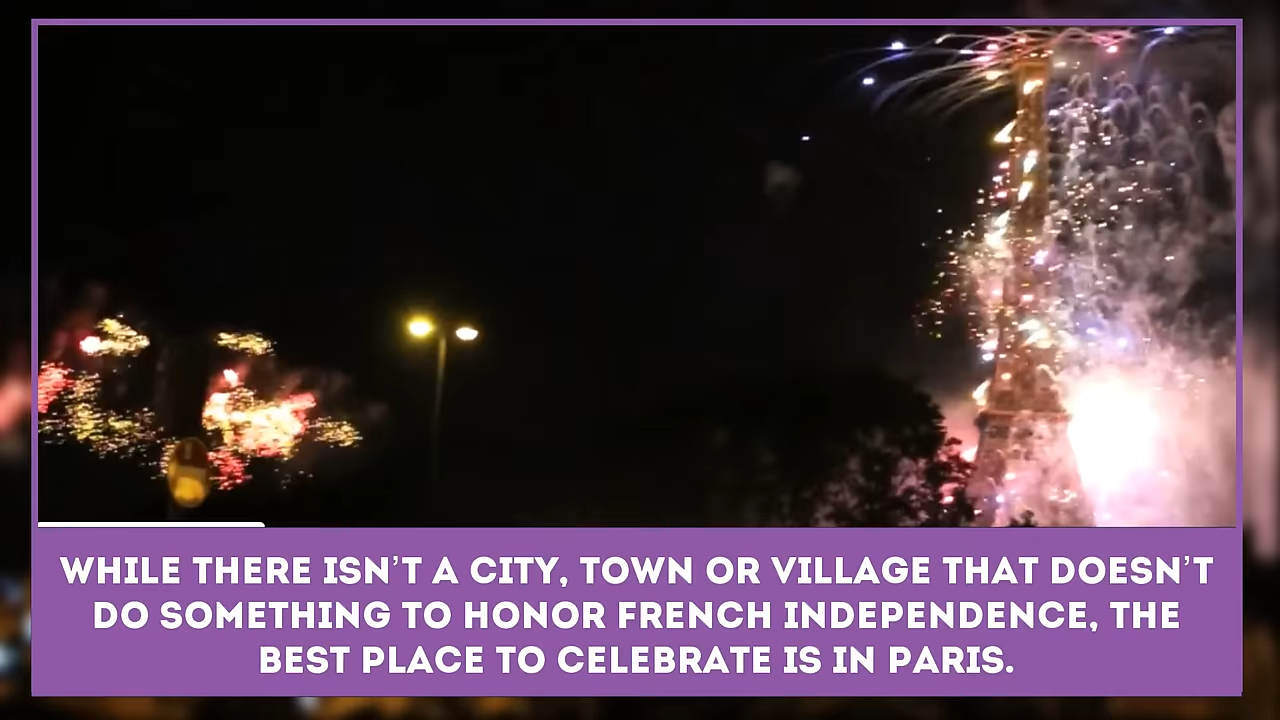 WHILE THERE ISN'T A CITY, TOWN OR VILLAGE THAT DOESN'T
DO SOMETHING TO HONOR FRENCH INDEPENDENCE, THE
BEST PLACE TO CELEBRATE IS IN PARIS.